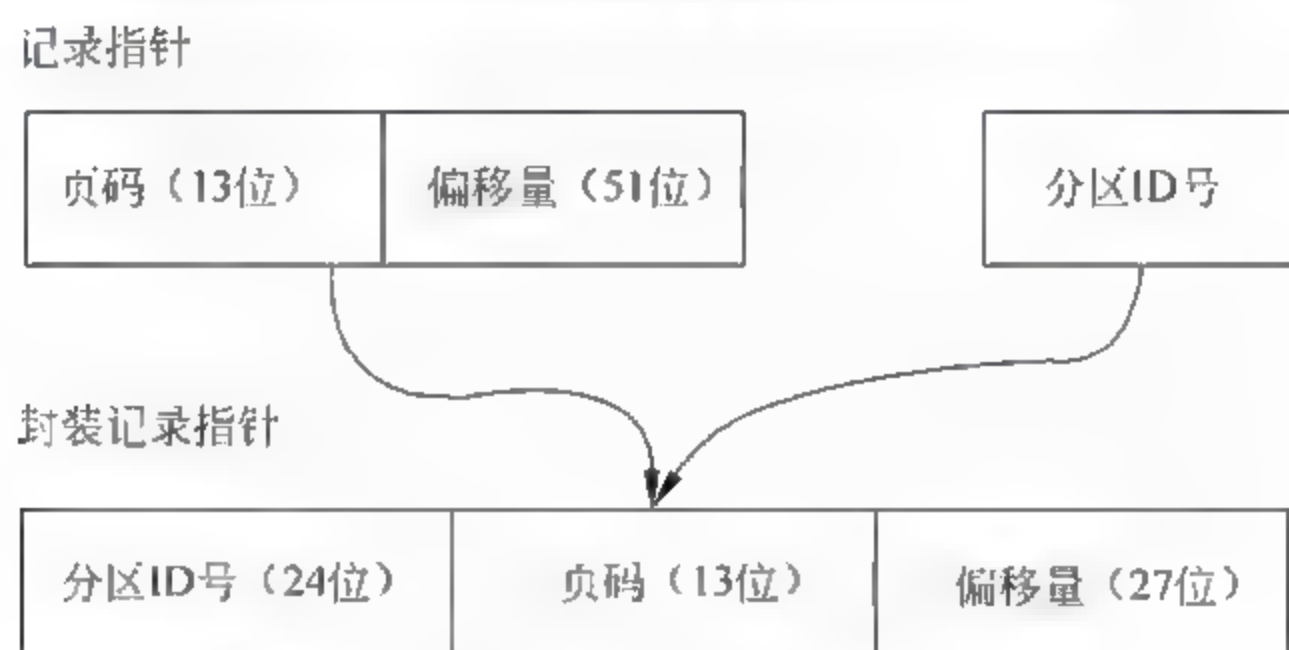 记录指针
页码（13位）
偏移量（51位）
分区ID号
封装记录指针
分区ID号（24位）
页码（13位）
偏移量（27位）